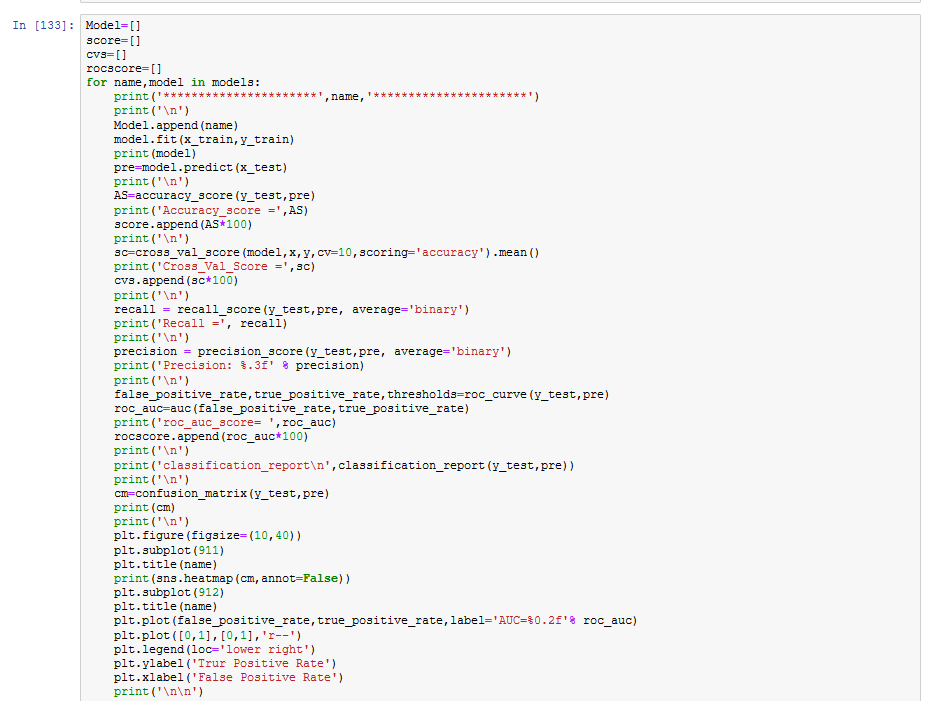 In [133]: Model=[]
score=[]
cvs=[]
rocscore=[]
for name,model in models:
    print('**********************',name,'**********************')
    print('\n')
    Model.append(name)
    model.fit(x_train,y_train)
    print(model)
    pre=model.predict(x_test)
    print('\n')
    AS=accuracy_score(y_test,pre)
    print('Accuracy_score =',AS)
    score.append(AS*100)
    print('\n')
    sc=cross_val_score(model,x,y,cv=10,scoring='accuracy').mean()
    print('Cross_Val_Score =',sc)
    cvs.append(sc*100)
    print('\n')
    recall = recall_score(y_test,pre, average='binary')
    print('Recall =', recall)
    print('\n')
    precision = precision_score(y_test,pre, average='binary')
    print('Precision: %.3f' % precision)
    print('\n')
    false_positive_rate,true_positive_rate,thresholds=roc_curve(y_test,pre)
    roc_auc=auc(false_positive_rate,true_positive_rate)
    print('roc_auc_score= ',roc_auc)
    rocscore.append(roc_auc*100)
    print('\n')
    print('classification_report\n',classification_report(y_test,pre))
    print('\n')
    cm=confusion_matrix(y_test,pre)
    print(cm)
    print('\n')
    plt.figure(figsize=(10,40))
    plt.subplot(911)
    plt.title(name)
    print(sns.heatmap(cm,annot=False))
    plt.subplot(912)
    plt.title(name)
    plt.plot(false_positive_rate,true_positive_rate,label='AUC=%0.2f'% roc_auc)
    plt.plot([0,1],[0,1],'r--')
    plt.legend(loc='lower right')
    plt.ylabel('Trur Positive Rate')
    plt.xlabel('False Positive Rate')
    print('\n\n')